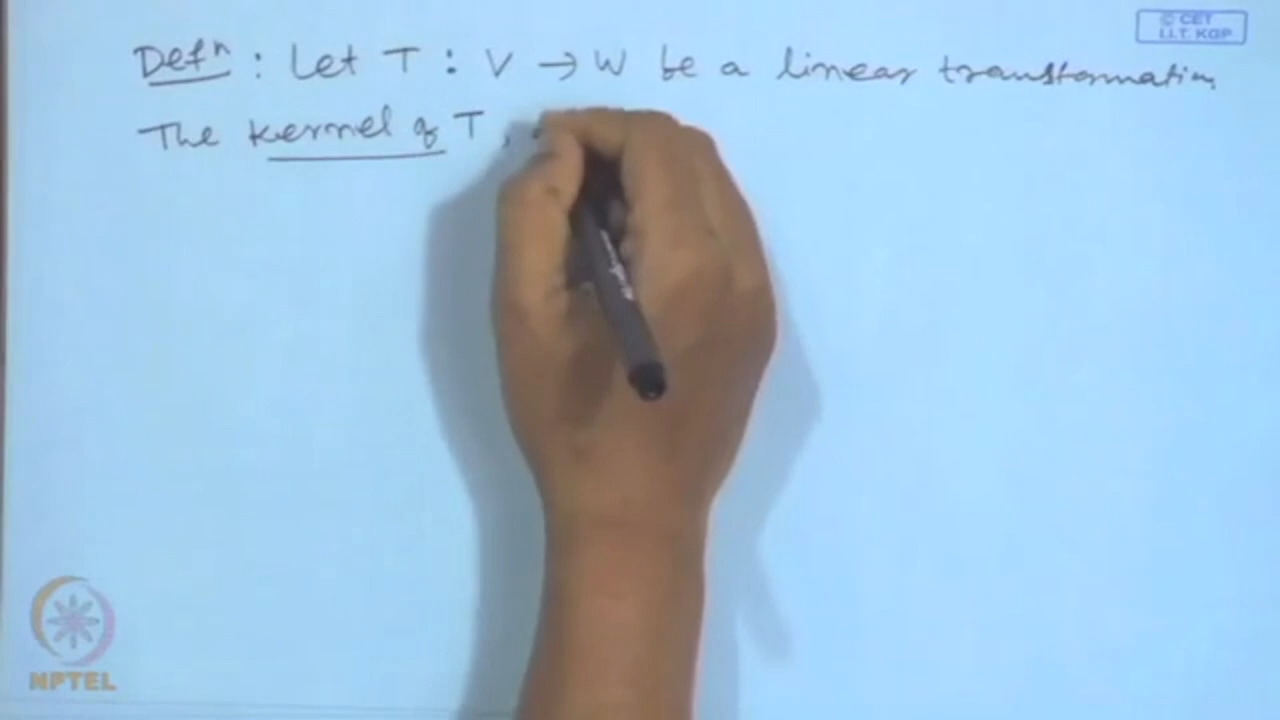 © CET
I.I.T. KGP
Defⁿ : Let T : V → W be a linear transformation
The kernel of T,
NPTEL